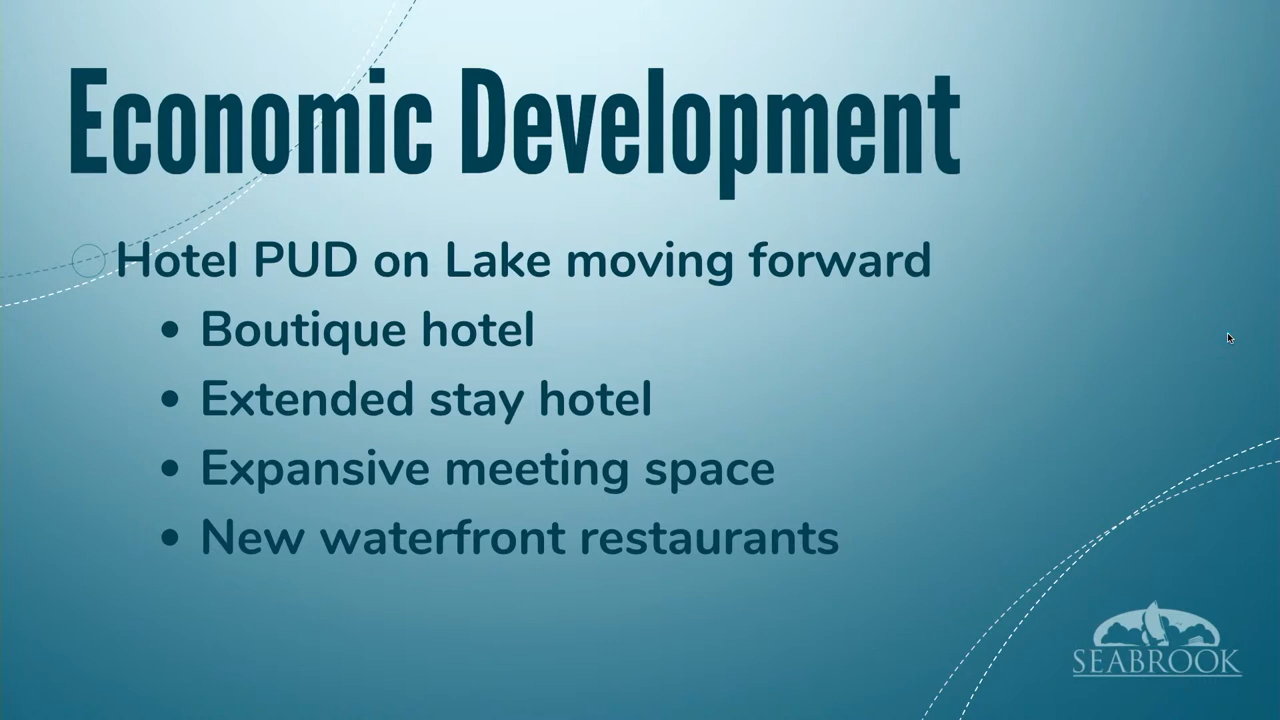 Economic Development
Hotel PUD on Lake moving forward
• Boutique hotel
• Extended stay hotel
• Expansive meeting space
• New waterfront restaurants
SEABROOK